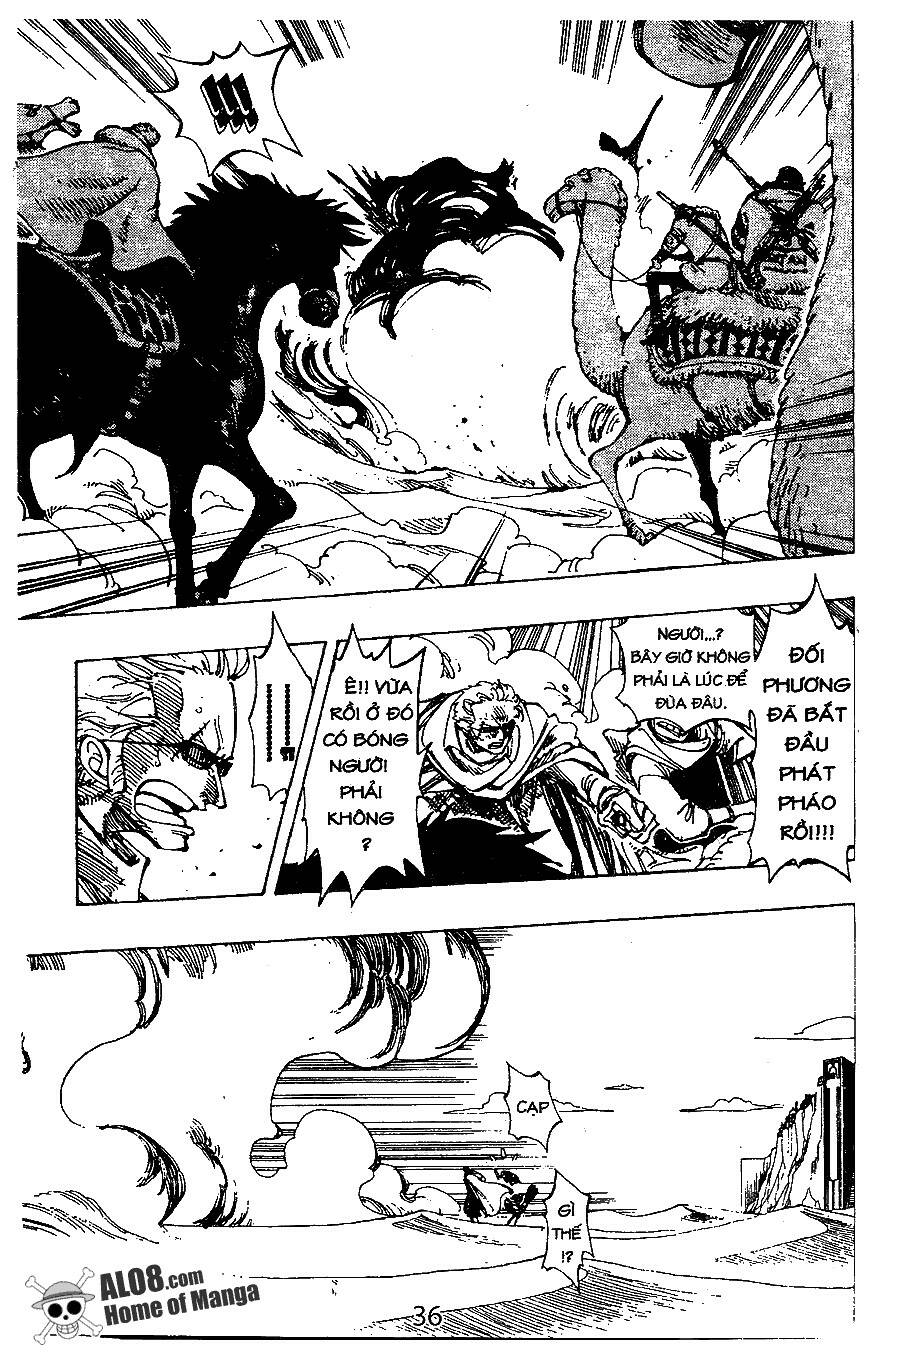 !!!
ĐỐI
PHƯƠNG
ĐÃ BẮT
ĐẦU
PHÁT
PHÁO
RỒI!!!!
NGƯỜI...?
BÂY GIỜ KHÔNG
PHẢI LÀ LÚC ĐỂ
ĐÙA ĐÂU.
Ê!! VỪA
RỒI Ở ĐÓ
CÓ BÓNG
NGƯỜI
PHẢI
KHÔNG
?
CẠP
GÌ
THẾ
!?
AL08.com
Home of Manga
36